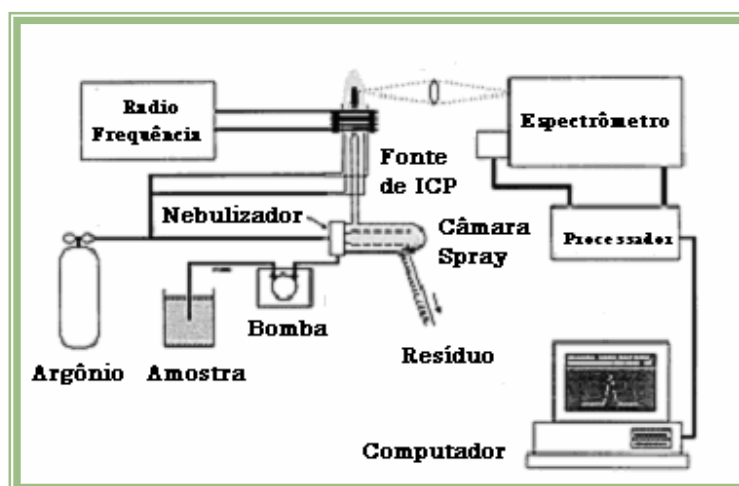 Radio
Frequência
Espectrômetro
Fonte
de ICP
Nebulizador
Câmara
Spray
Processador
Bomba
Resíduo
Argônio
Amostra
Computador